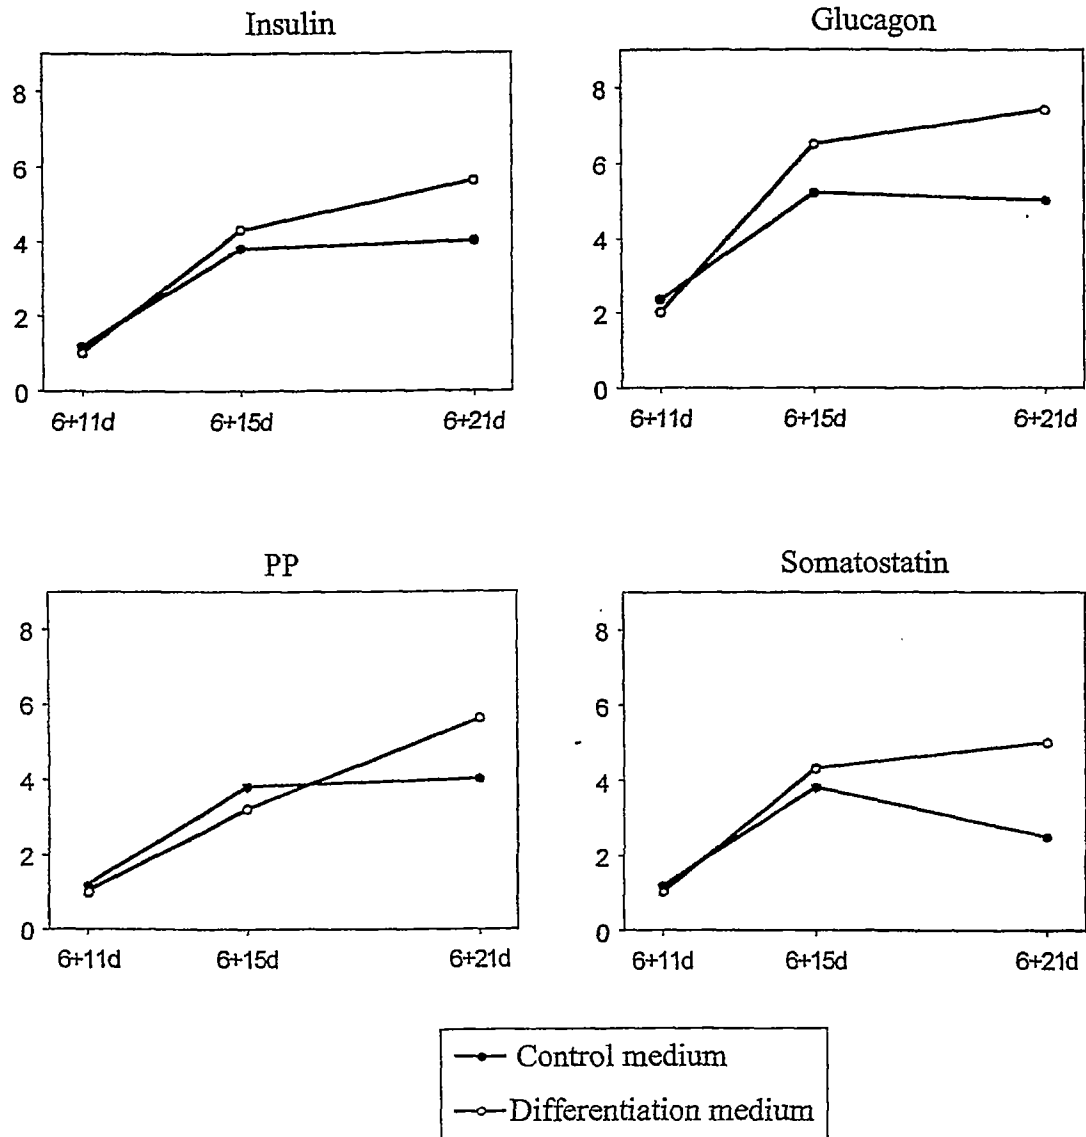 Insulin
8
6
4
2
0
6+11d 6+15d 6+21d
Glucagon
8
6
4
2
0
6+11d 6+15d 6+21d
PP
8
6
4
2
0
6+11d 6+15d 6+21d
Somatostatin
8
6
4
2
0
6+11d 6+15d 6+21d
Control medium
Differentiation medium